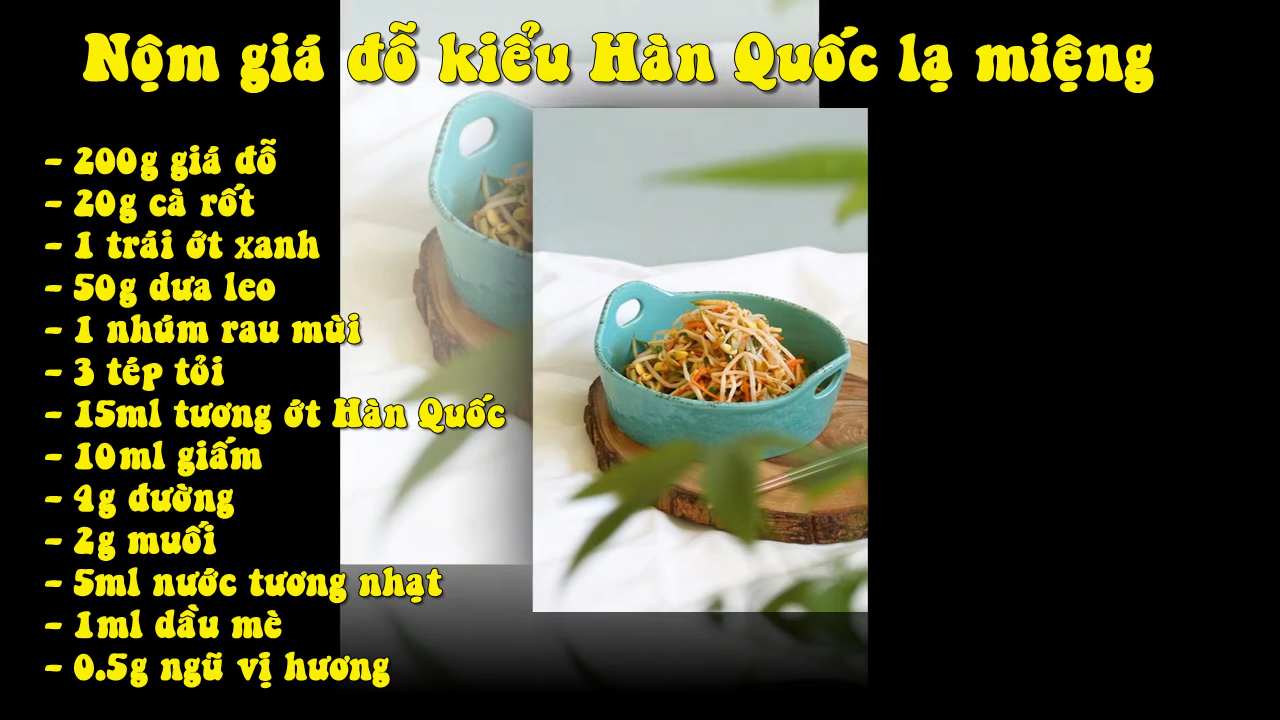 Nộm giá đỗ kiểu Hàn Quốc lạ miệng
- 200g giá đỗ
- 20g cà rốt
- 1 trái ớt xanh
- 50g dưa leo
- 1 nhúm rau mùi
- 3 tép tỏi
- 15ml tương ớt Hàn Quốc
- 10ml giấm
- 4g đường
- 2g muối
- 5ml nước tương nhạt
- 1ml dầu mè
- 0.5g ngũ vị hương